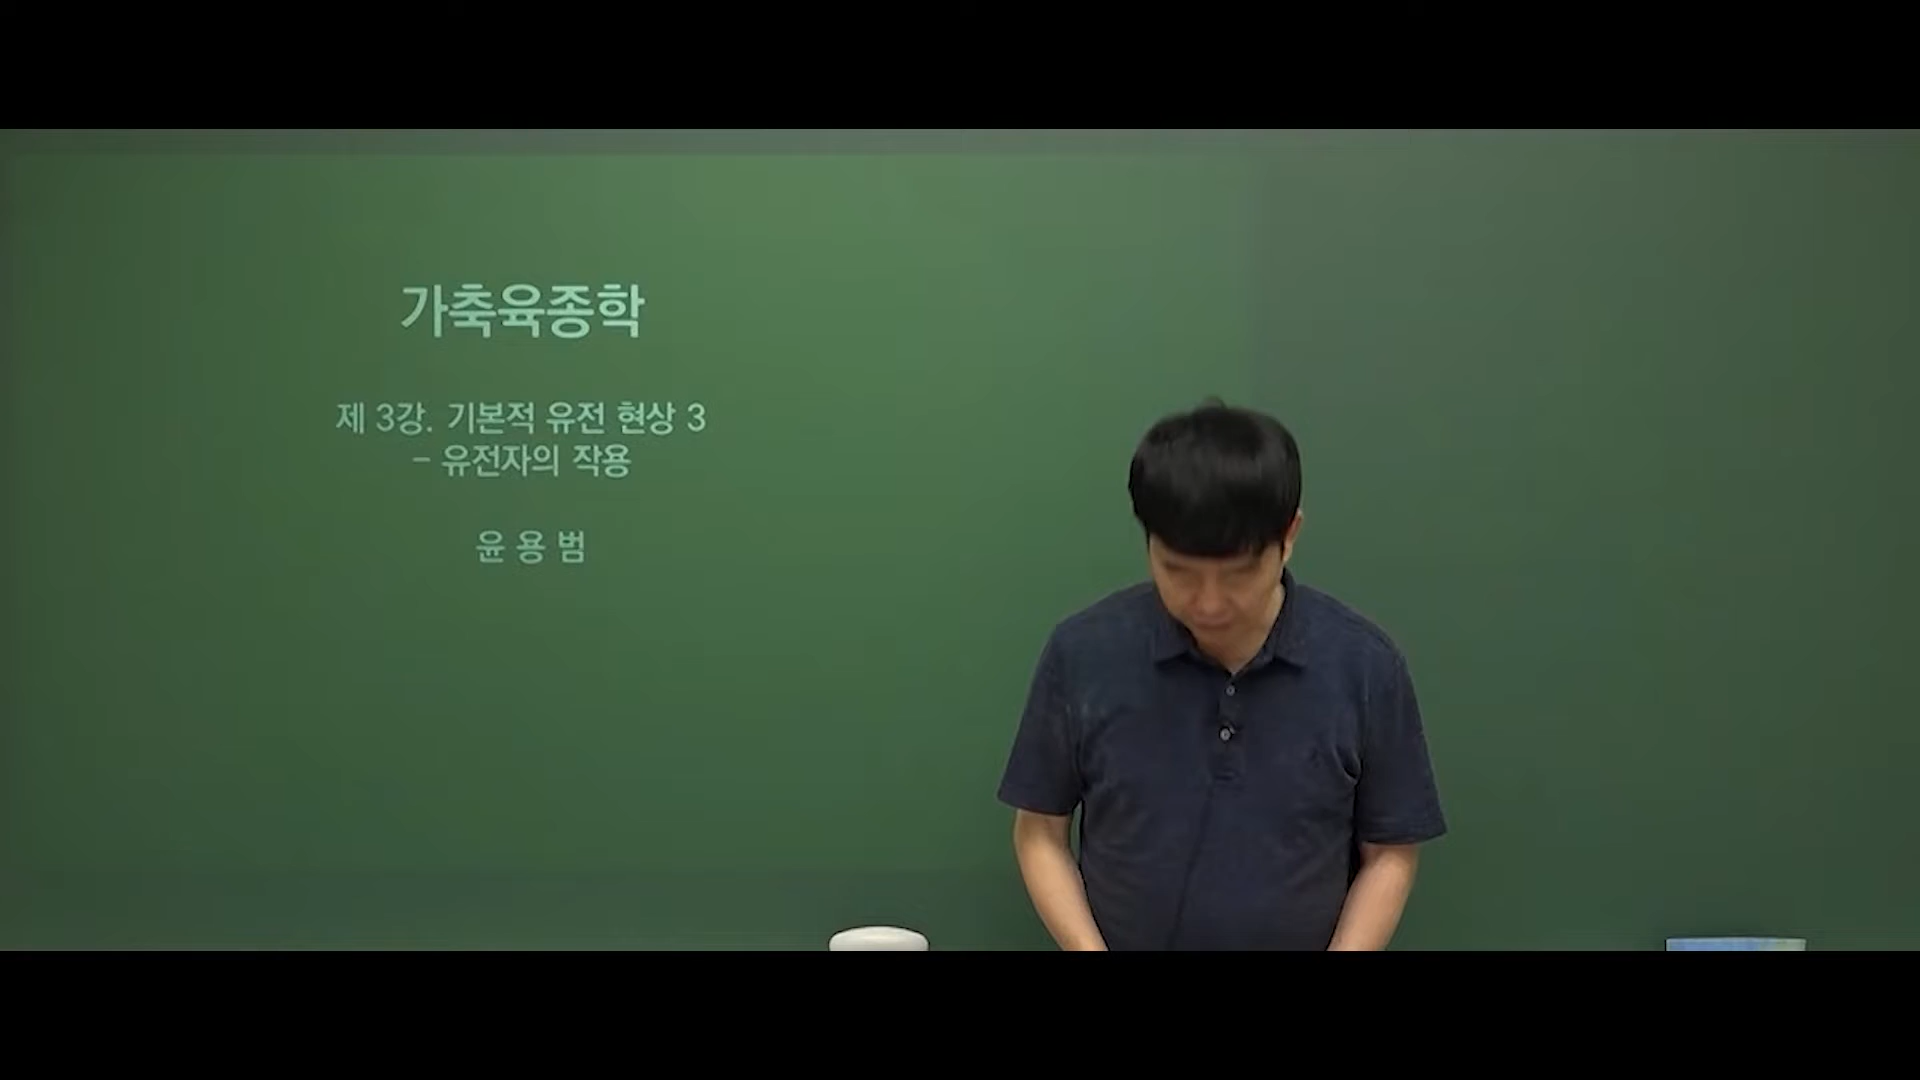 가축육종학
제 3강. 기본적 유전 현상 3
- 유전자의 작용
윤 용 범